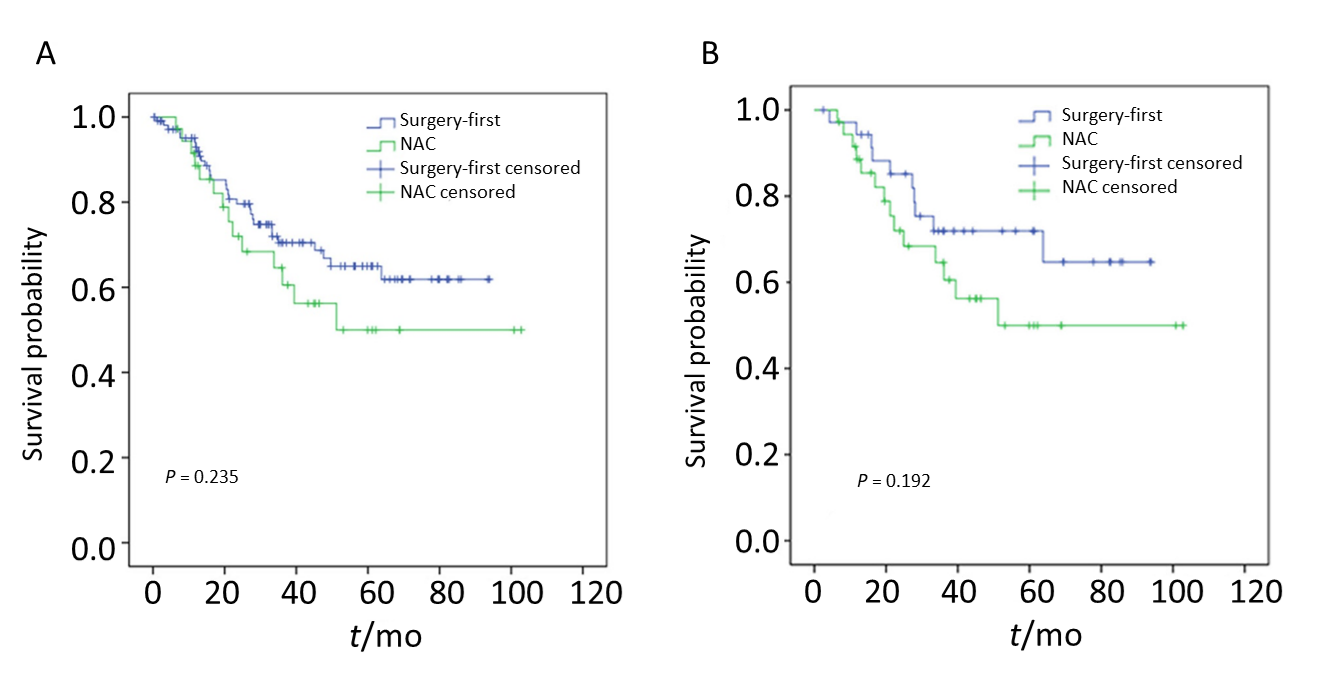 A
Survival probability
1.0
0.8
0.6
0.4
0.2
0.0
Surgery-first
NAC
Surgery-first censored
NAC censored
P = 0.235
0 20 40 60 80 100 120
t/mo
B
Survival probability
1.0
0.8
0.6
0.4
0.2
0.0
Surgery-first
NAC
Surgery-first censored
NAC censored
P = 0.192
0 20 40 60 80 100 120
t/mo